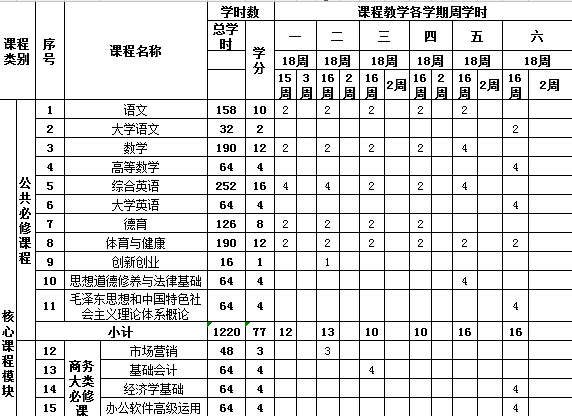 课程类别 序号 课程名称 学时数 课程教学各学期周学时
总学时 学分 一 二 三 四 五 六
18周 18周 18周 18周 18周 18周
15周 3周 16周 2周 16周 2周 16周 2周 16周 2周 16周 2周
核心课程模块
公共必修课程
1 语文 158 10 2 2 2 2 2
2 大学语文 32 2 2
3 数学 190 12 2 2 2 2 4
4 高等数学 64 4 4
5 综合英语 252 16 4 4 2 2 4
6 大学英语 64 4 4
7 德育 126 8 2 2 2 2
8 体育与健康 190 12 2 2 2 2 2 2
9 创新创业 16 1 1
10 思想道德修养与法律基础 64 4 4
11 毛泽东思想和中国特色社会主义理论体系概论 64 4 4
小计 1220 77 12 13 10 10 16 16
商务大类必修课
12 市场营销 48 3 3
13 基础会计 64 4 4
14 经济学基础 64 4 4
15 办公软件高级运用 64 4 4